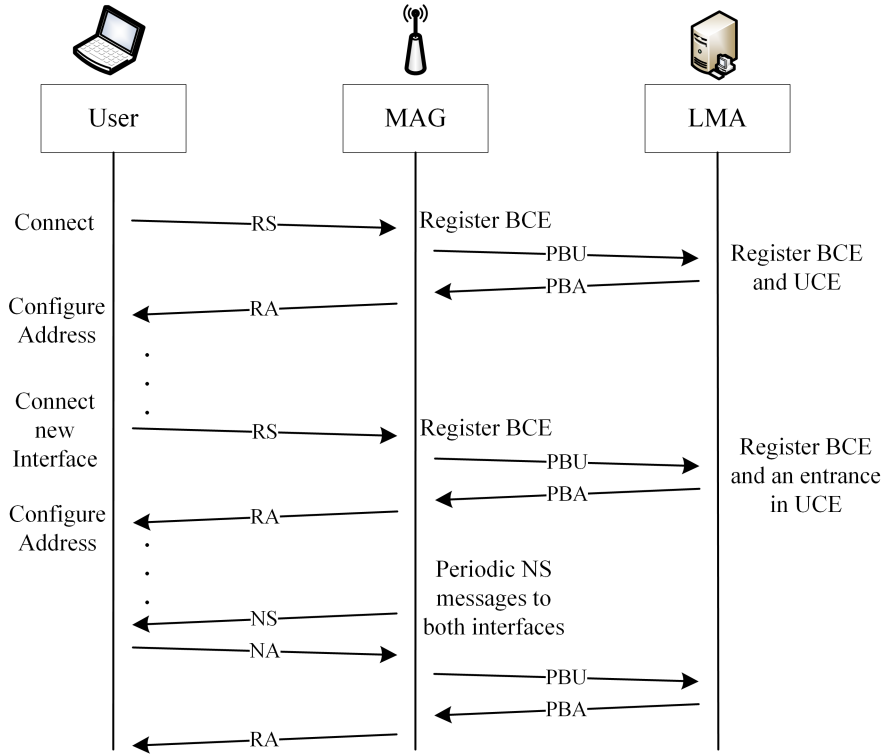 User
MAG
LMA
Connect
RS
Register BCE
PBU
Register BCE
and UCE
PBA
RA
Configure
Address
Connect
new
Interface
RS
Register BCE
PBU
Register BCE
and an entrance
in UCE
PBA
RA
Configure
Address
Periodic NS
messages to
both interfaces
NS
NA
PBU
PBA
RA